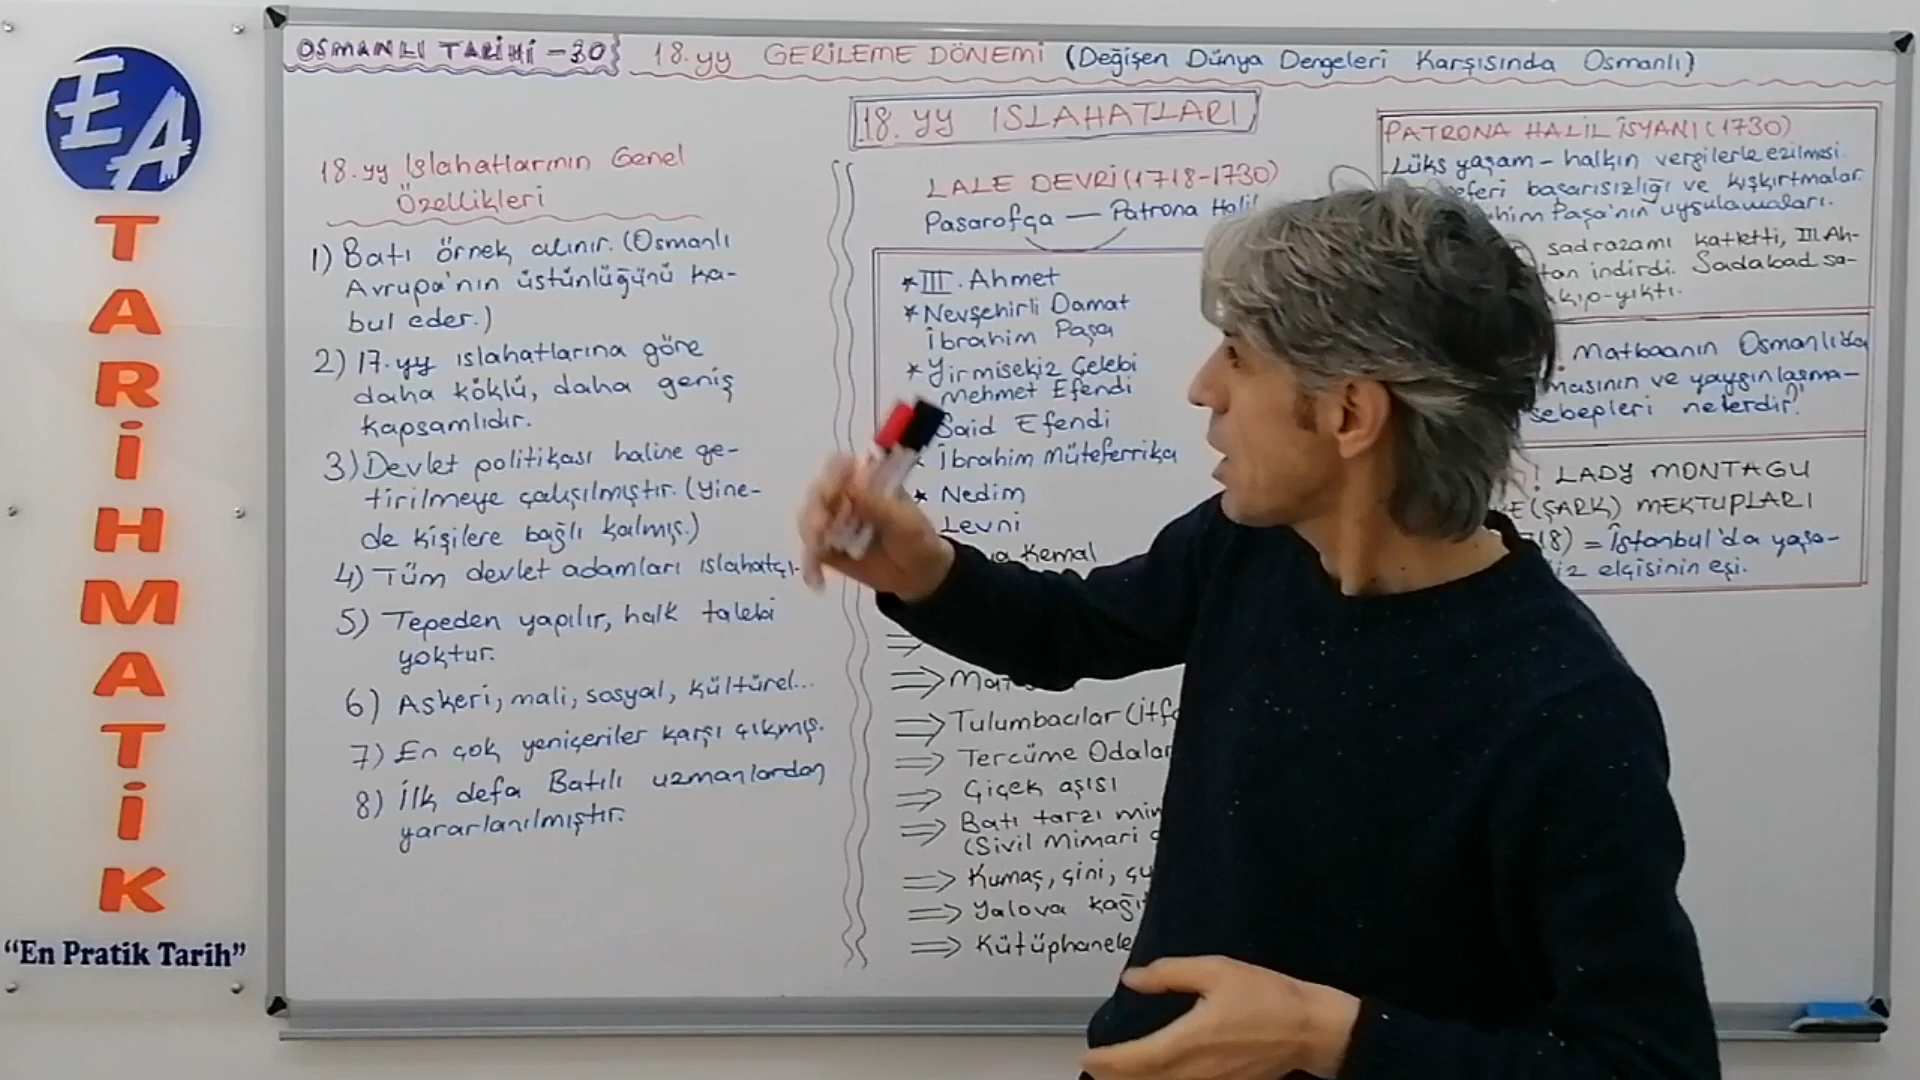 EA
TARİHMATİK
“En Pratik Tarih”
OSMANLI TARİHİ - 30
18.yy GERİLEME DÖNEMİ (Değişen Dünya Dengeleri Karşısında Osmanlı)
18. yy ISLAHATLARI
18.yy Islahatlarının Genel
Özellikleri
1) Batı örnek alınır. (Osmanlı
Avrupa'nın üstünlüğünü ka-
bul eder.)
2) 17.yy ıslahatlarına göre
daha köklü, daha geniş
kapsamlıdır.
3) Devlet politikası haline ge-
tirilmeye çalışılmıştır. (Yine-
de kişilere bağlı kalmış.)
4) Tüm devlet adamları ıslahatçı-
5) Tepeden yapılır, halk talebi
yoktur.
6) Askeri, mali, sosyal, kültürel...
7) En çok yeniçeriler karşı çıkmış.
8) İlk defa Batılı uzmanlardan
yararlanılmıştır.
LALE DEVRİ (1718-1730)
Pasarofça — Patrona Halil
* III. Ahmet
* Nevşehirli Damat
İbrahim Paşa
* Yirmisekiz Çelebi
Mehmet Efendi
Said Efendi
* İbrahim Müteferrika
* Nedim
Levni
Kemal
Tulumbacılar
Tercüme Odalar
Çiçek aşısı
Batı tarzı
(Sivil Mimari
Kumaş, çini,
Yalova
PATRONA HALİL İSYANI (1730)
Lüks yaşam - halkın vergilerle ezilmesi.
başarısızlığı ve kışkırtmalar
Paşa'nın uygulamaları.
sadrazamı katletti, III. Ah-
indirdi. Sadabad sa-
! Matbaanın Osmanlı'da
ve yaygınlaşma-
sebepleri nelerdir?
! LADY MONTAGU
(ŞARK) MEKTUPLARI
= İstanbul'da yaşa-
elçisinin eşi.